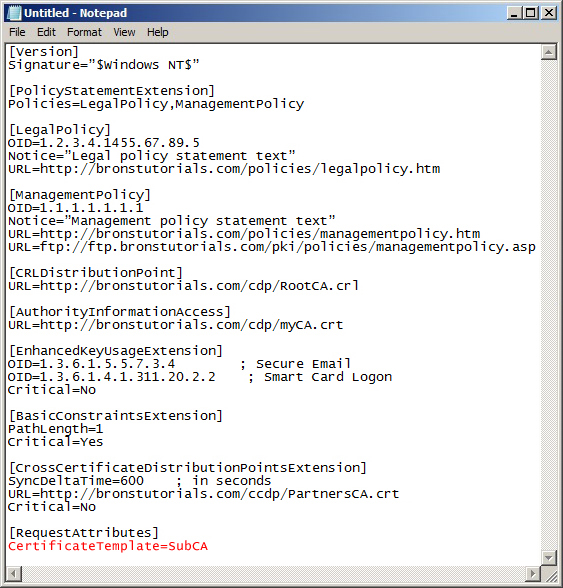 Untitled - Notepad
File Edit Format View Help
[Version]
Signature="$Windows NT$"
[PolicyStatementExtension]
Policies=LegalPolicy,ManagementPolicy
[LegalPolicy]
OID=1.2.3.4.1455.67.89.5
Notice="Legal policy statement text"
URL=http://bronstutorials.com/policies/legalpolicy.htm
[ManagementPolicy]
OID=1.1.1.1.1.1.1
Notice="Management policy statement text"
URL=http://bronstutorials.com/policies/managementpolicy.htm
URL=ftp://ftp.bronstutorials.com/pki/policies/managementpolicy.asp
[CRLDistributionPoint]
URL=http://bronstutorials.com/cdp/RootCA.crl
[AuthorityInformationAccess]
URL=http://bronstutorials.com/cdp/myCA.crt
[EnhancedKeyUsageExtension]
OID=1.3.6.1.5.5.7.3.4 ; Secure Email
OID=1.3.6.1.4.1.311.20.2.2 ; Smart Card Logon
Critical=No
[BasicConstraintsExtension]
PathLength=1
Critical=Yes
[CrossCertificateDistributionPointsExtension]
SyncDeltaTime=600 ; in seconds
URL=http://bronstutorials.com/ccdp/PartnersCA.crt
Critical=No
[RequestAttributes]
CertificateTemplate=SubCA